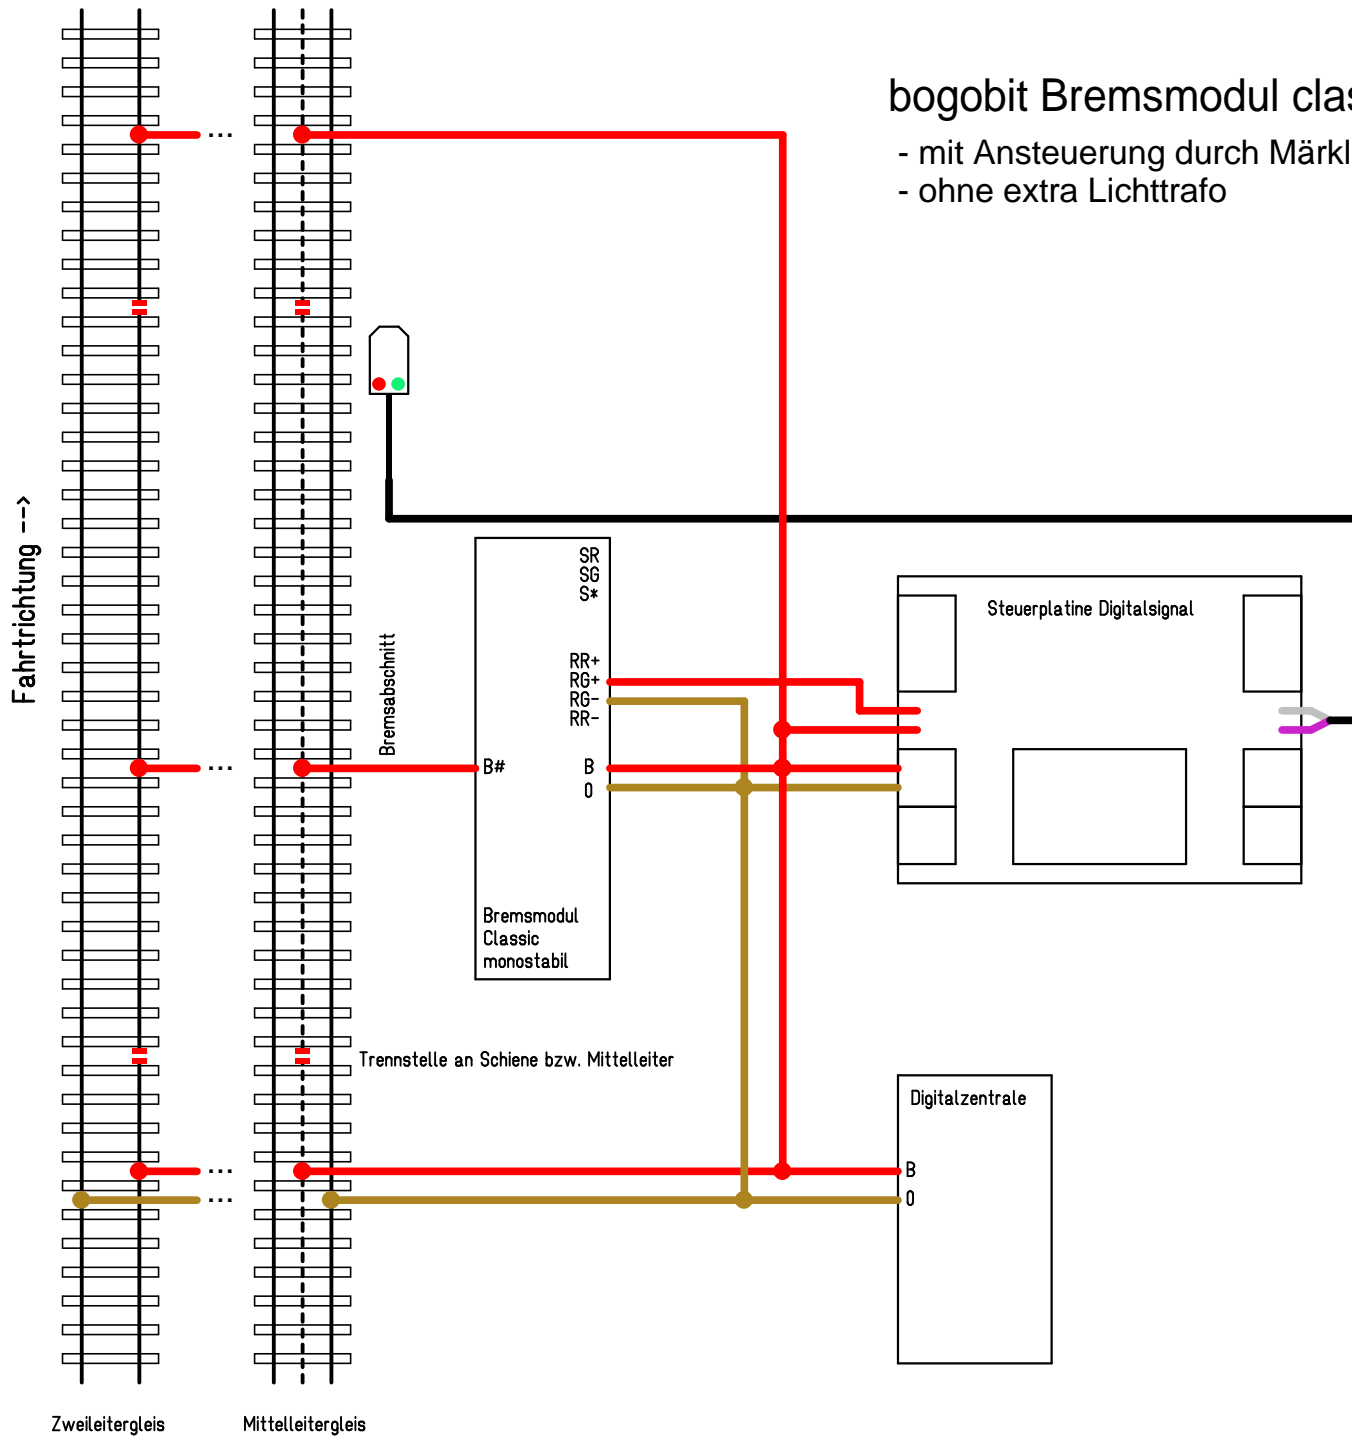 bogobit Bremsmodul clas
- mit Ansteuerung durch Märkl
- ohne extra Lichttrafo
...
...
Fahrtrichtung -->
Bremsabschnitt
SR
SG
S*
RR+
RG+
RG-
RR-
B#
B
0
Bremsmodul
Classic
monostabil
Steuerplatine Digitalsignal
...
Trennstelle an Schiene bzw. Mittelleiter
Digitalzentrale
B
0
...
Zweileitergleis
Mittelleitergleis